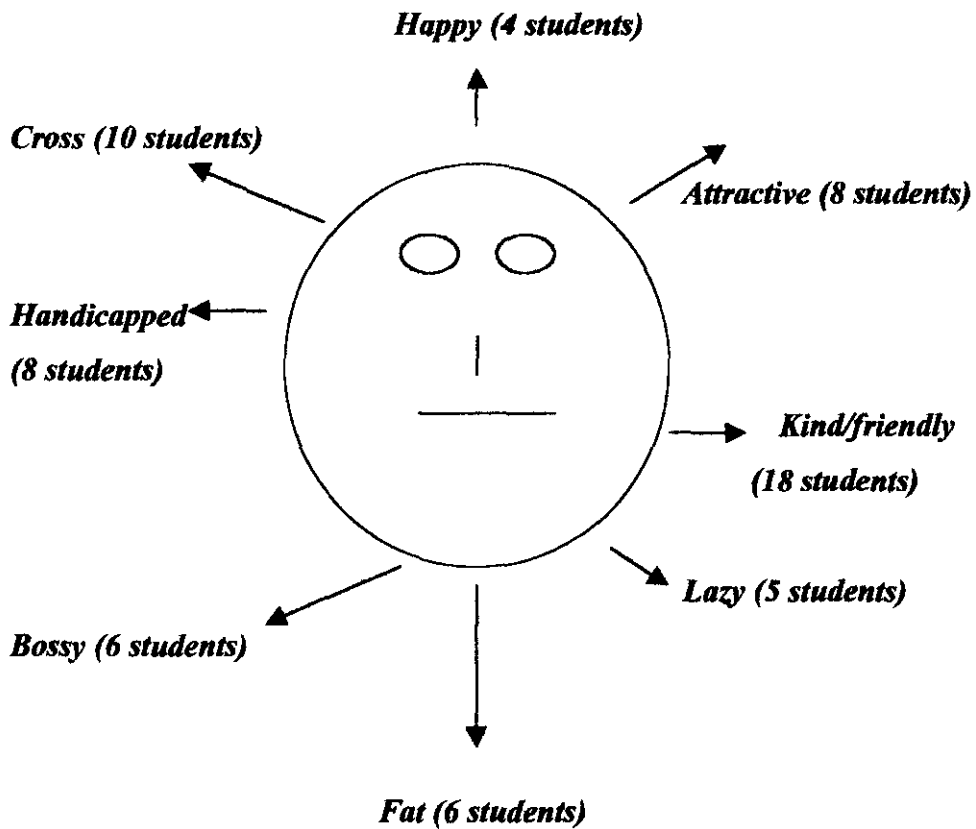 Happy (4 students)
Cross (10 students)
Attractive (8 students)
Handicapped
(8 students)
Kind/friendly
(18 students)
Lazy (5 students)
Bossy (6 students)
Fat (6 students)